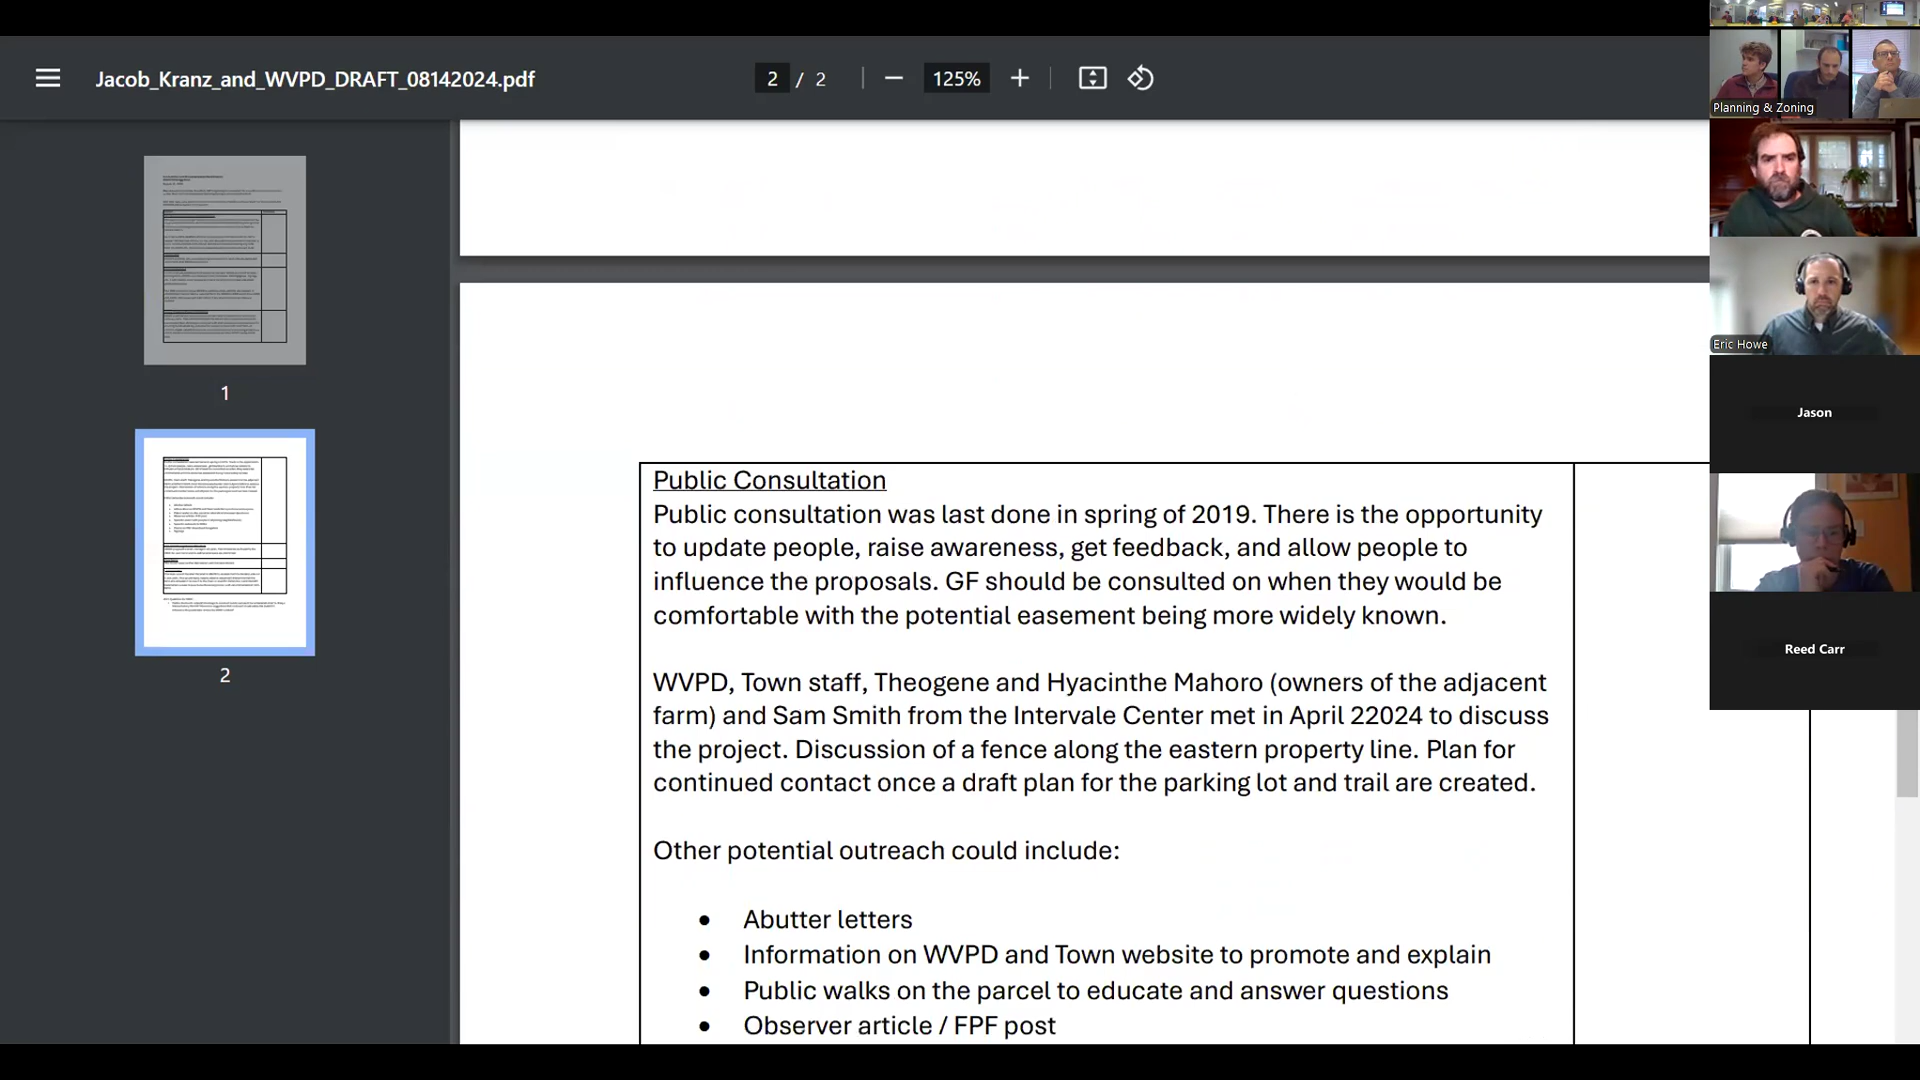 Jacob_Kranz_and_WVPD_DRAFT_08142024.pdf
2 / 2
125%
1
2
Public Consultation
Public consultation was last done in spring of 2019. There is the opportunity
to update people, raise awareness, get feedback, and allow people to
influence the proposals. GF should be consulted on when they would be
comfortable with the potential easement being more widely known.
WVPD, Town staff, Theogene and Hyacinthe Mahoro (owners of the adjacent
farm) and Sam Smith from the Intervale Center met in April 22024 to discuss
the project. Discussion of a fence along the eastern property line. Plan for
continued contact once a draft plan for the parking lot and trail are created.
Other potential outreach could include:
• Abutter letters
• Information on WVPD and Town website to promote and explain
• Public walks on the parcel to educate and answer questions
• Observer article / FPF post
Planning & Zoning
Eric Howe
Jason
Reed Carr